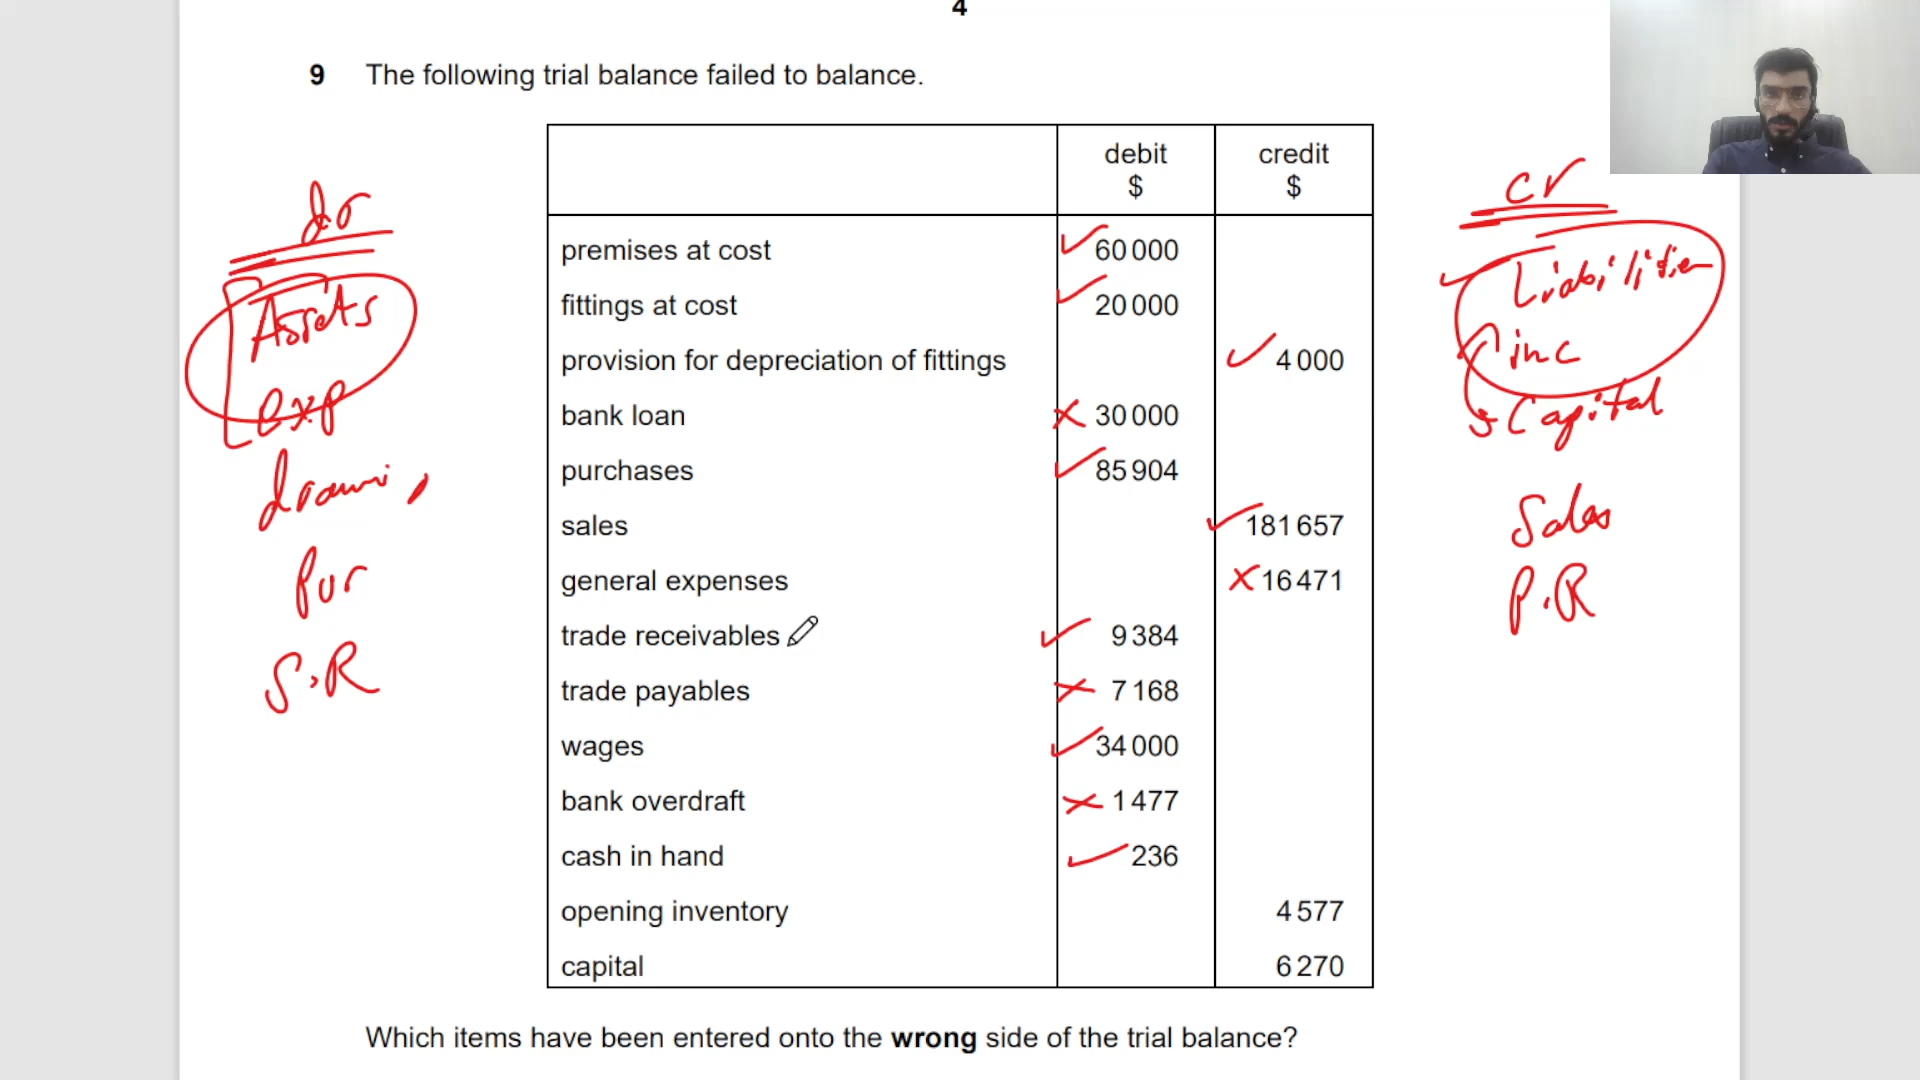 4
9 The following trial balance failed to balance.
debit credit
$ $
premises at cost 60 000
fittings at cost 20 000
provision for depreciation of fittings 4 000
bank loan 30 000
purchases 85 904
sales 181 657
general expenses 16 471
trade receivables 9 384
trade payables 7 168
wages 34 000
bank overdraft 1 477
cash in hand 236
opening inventory 4 577
capital 6 270
Which items have been entered onto the wrong side of the trial balance?
dr
Assets
exp
Pur
S.R
cr
Liabilities
inc
Capital
Sales
P.R